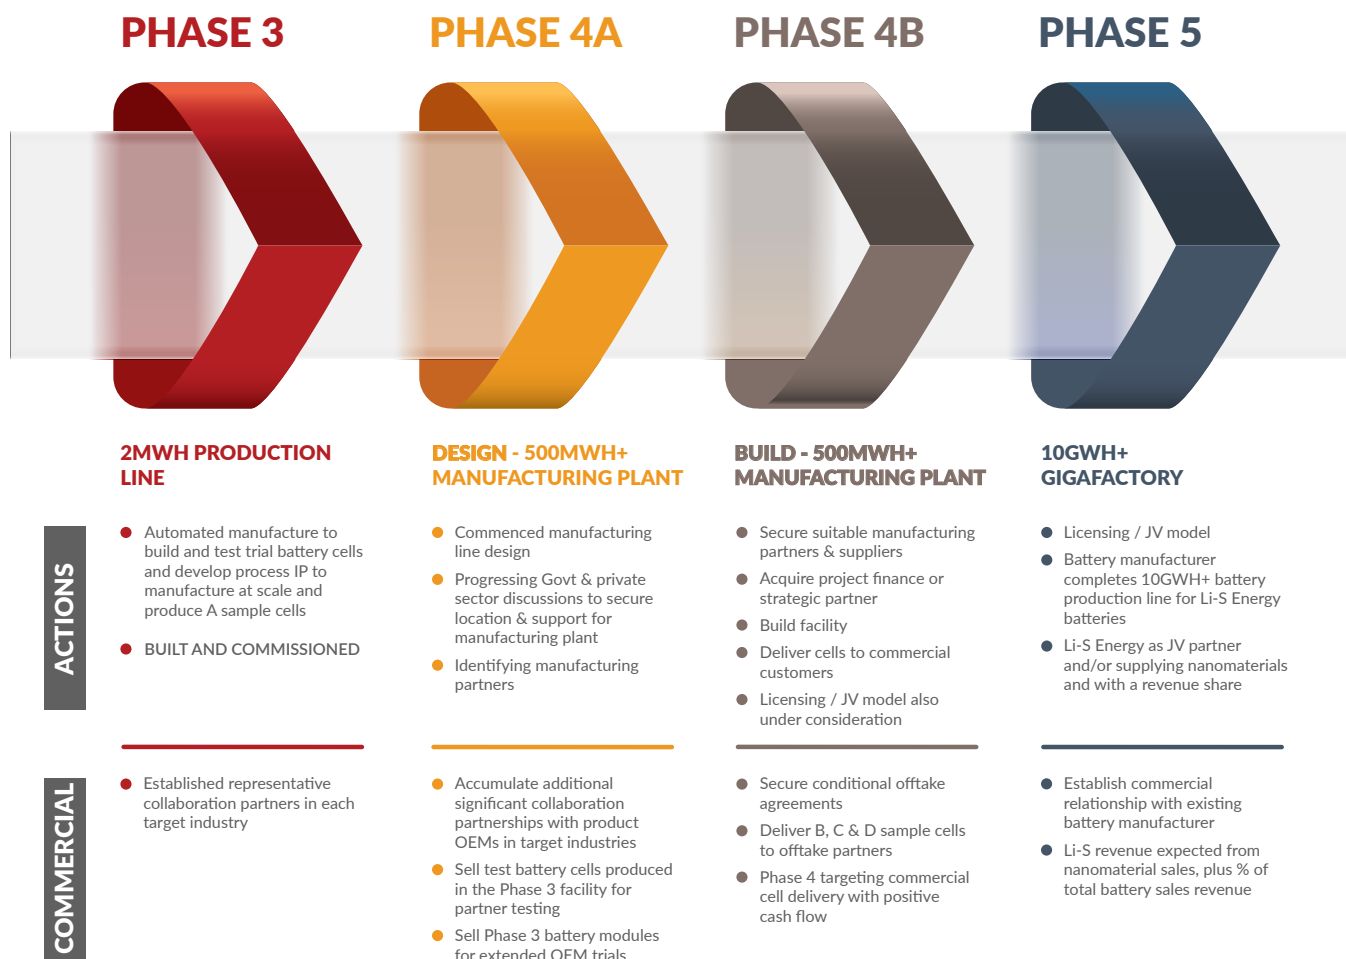 PHASE 3
PHASE 4A
PHASE 4B
PHASE 5
2MWH PRODUCTION
LINE
DESIGN - 500MWH+
MANUFACTURING PLANT
BUILD - 500MWH+
MANUFACTURING PLANT
10GWH+
GIGAFACTORY
ACTIONS
Automated manufacture to
build and test trial battery cells
and develop process IP to
manufacture at scale and
produce A sample cells
BUILT AND COMMISSIONED
Commenced manufacturing
line design
Progressing Govt & private
sector discussions to secure
location & support for
manufacturing plant
Identifying manufacturing
partners
Secure suitable manufacturing
partners & suppliers
Acquire project finance or
strategic partner
Build facility
Deliver cells to commercial
customers
Licensing / JV model also
under consideration
Licensing / JV model
Battery manufacturer
completes 10GWH+ battery
production line for Li-S Energy
batteries
Li-S Energy as JV partner
and/or supplying nanomaterials
and with a revenue share
COMMERCIAL
Established representative
collaboration partners in each
target industry
Accumulate additional
significant collaboration
partnerships with product
OEMs in target industries
Sell test battery cells produced
in the Phase 3 facility for
partner testing
Sell Phase 3 battery modules
for extended OEM trials
Secure conditional offtake
agreements
Deliver B, C & D sample cells
to offtake partners
Phase 4 targeting commercial
cell delivery with positive
cash flow
Establish commercial
relationship with existing
battery manufacturer
Li-S revenue expected from
nanomaterial sales, plus % of
total battery sales revenue